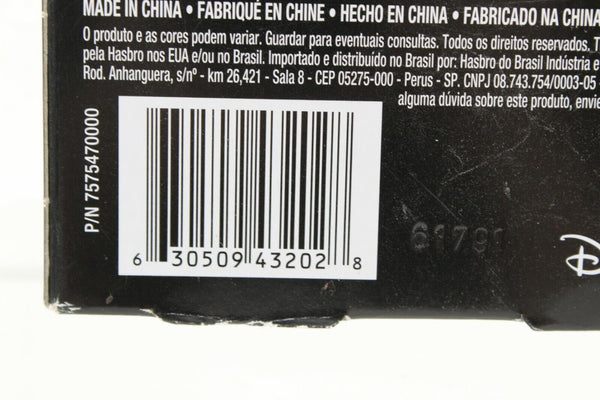 MADE IN CHINA • FABRIQUÉ EN CHINE • HECHO EN CHINA • FABRICADO NA CHINA
O produto e as cores podem variar. Guardar para eventuais consultas. Todos os direitos reservados. T
pela Hasbro nos EUA e/ou no Brasil. Importado e distribuído no Brasil por: Hasbro do Brasil Indústria e
Rod. Anhanguera, s/nº - km 26,421 - Sala 8 - CEP 05275-000 - Perus - SP. CNPJ 08.743.754/0003-05 -
alguma dúvida sobre este produto, envie
P/N 7575470000
6 30509 43202 8
61791
D